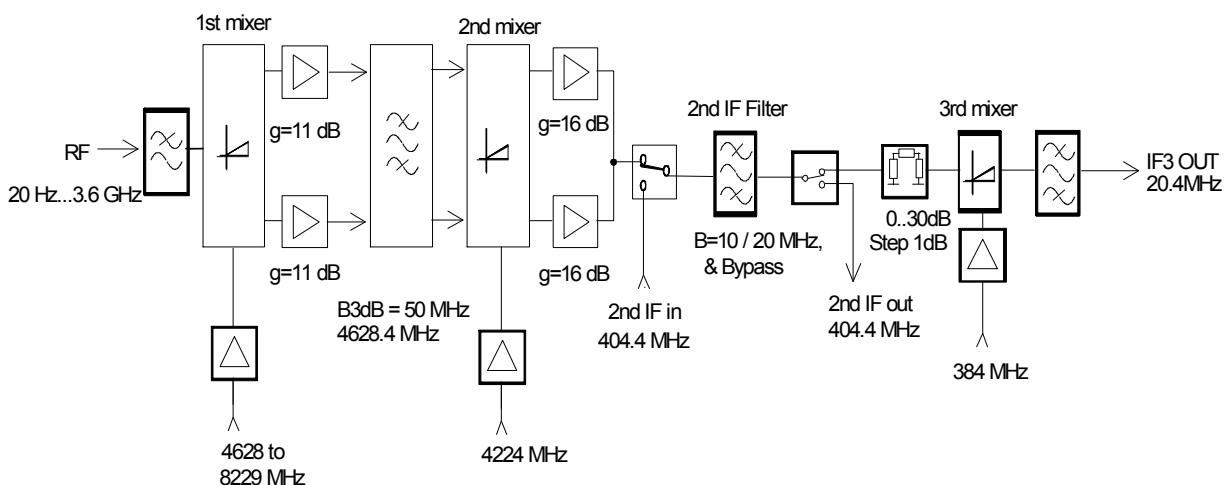 1st mixer
2nd mixer
g=11 dB
g=16 dB
2nd IF Filter
3rd mixer
RF
20 Hz...3.6 GHz
IF3 OUT
20.4MHz
g=11 dB
g=16 dB
B=10 / 20 MHz,
& Bypass
0..30dB
Step 1dB
B3dB = 50 MHz
4628.4 MHz
2nd IF in
404.4 MHz
2nd IF out
404.4 MHz
384 MHz
4628 to
8229 MHz
4224 MHz